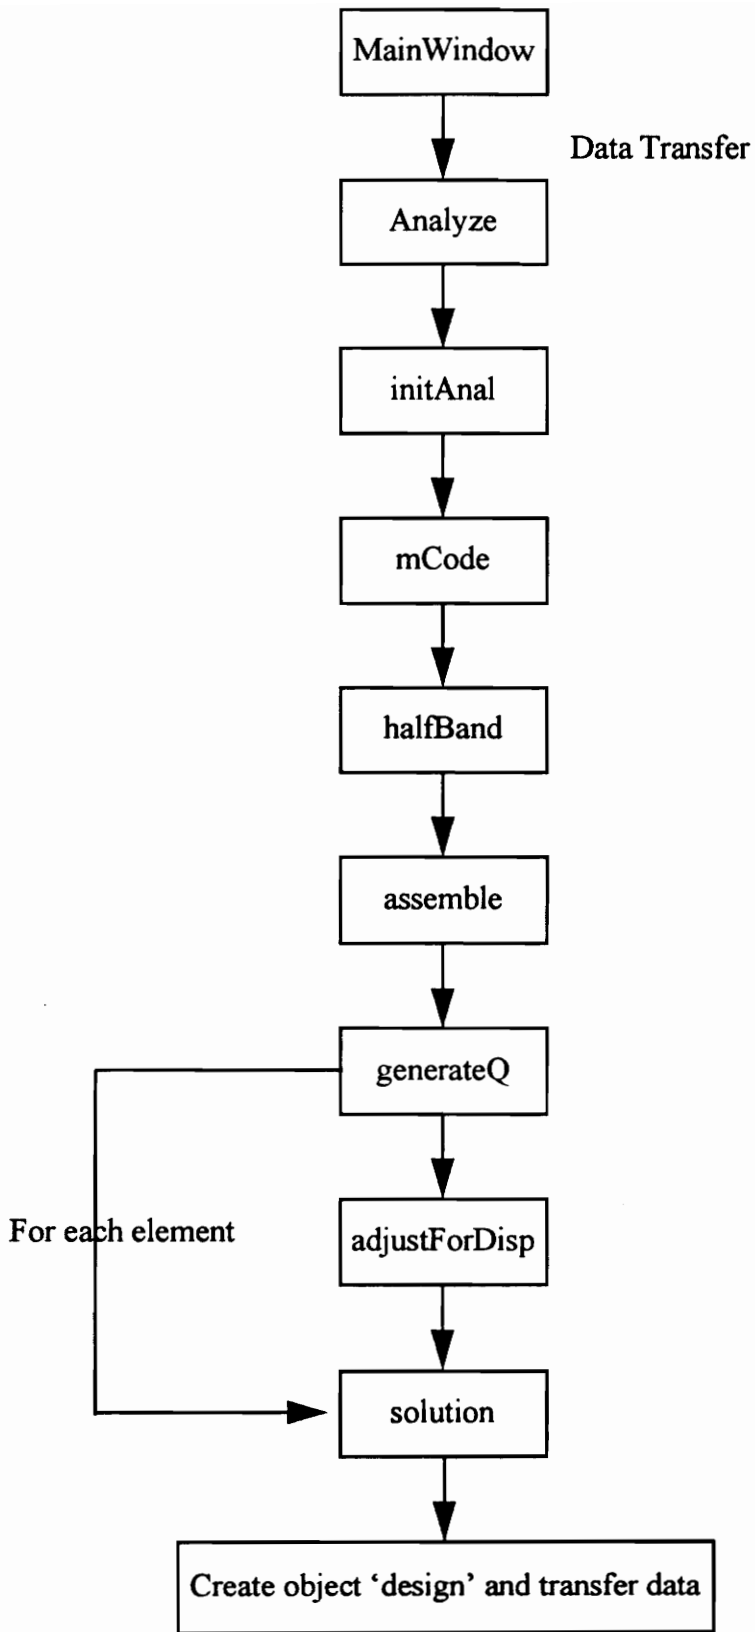 MainWindow
Data Transfer
Analyze
initAnal
mCode
halfBand
assemble
generateQ
For each element
adjustForDisp
solution
Create object ‘design’ and transfer data